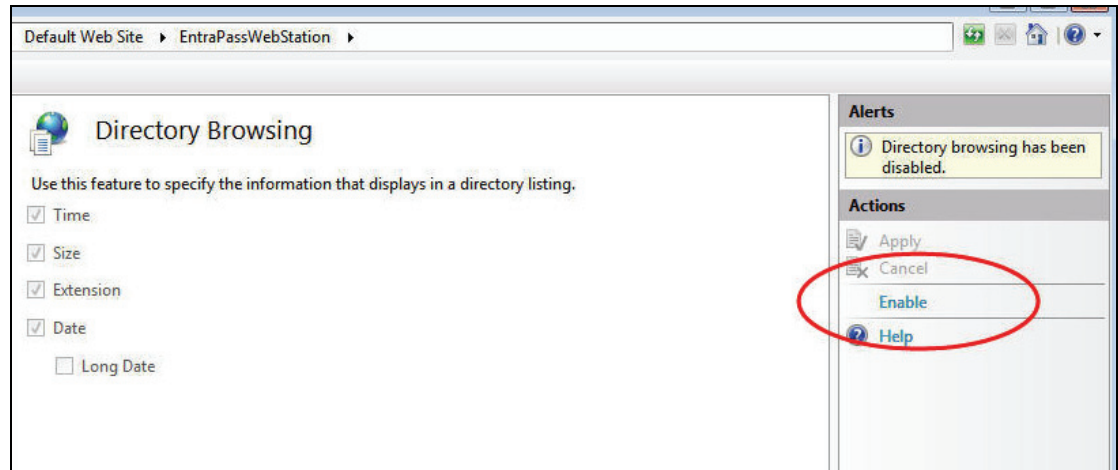 Default Web Site EntraPassWebStation
Directory Browsing
Use this feature to specify the information that displays in a directory listing.
Time
Size
Extension
Date
Long Date
Alerts
Directory browsing has been
disabled.
Actions
Apply
Cancel
Enable
Help